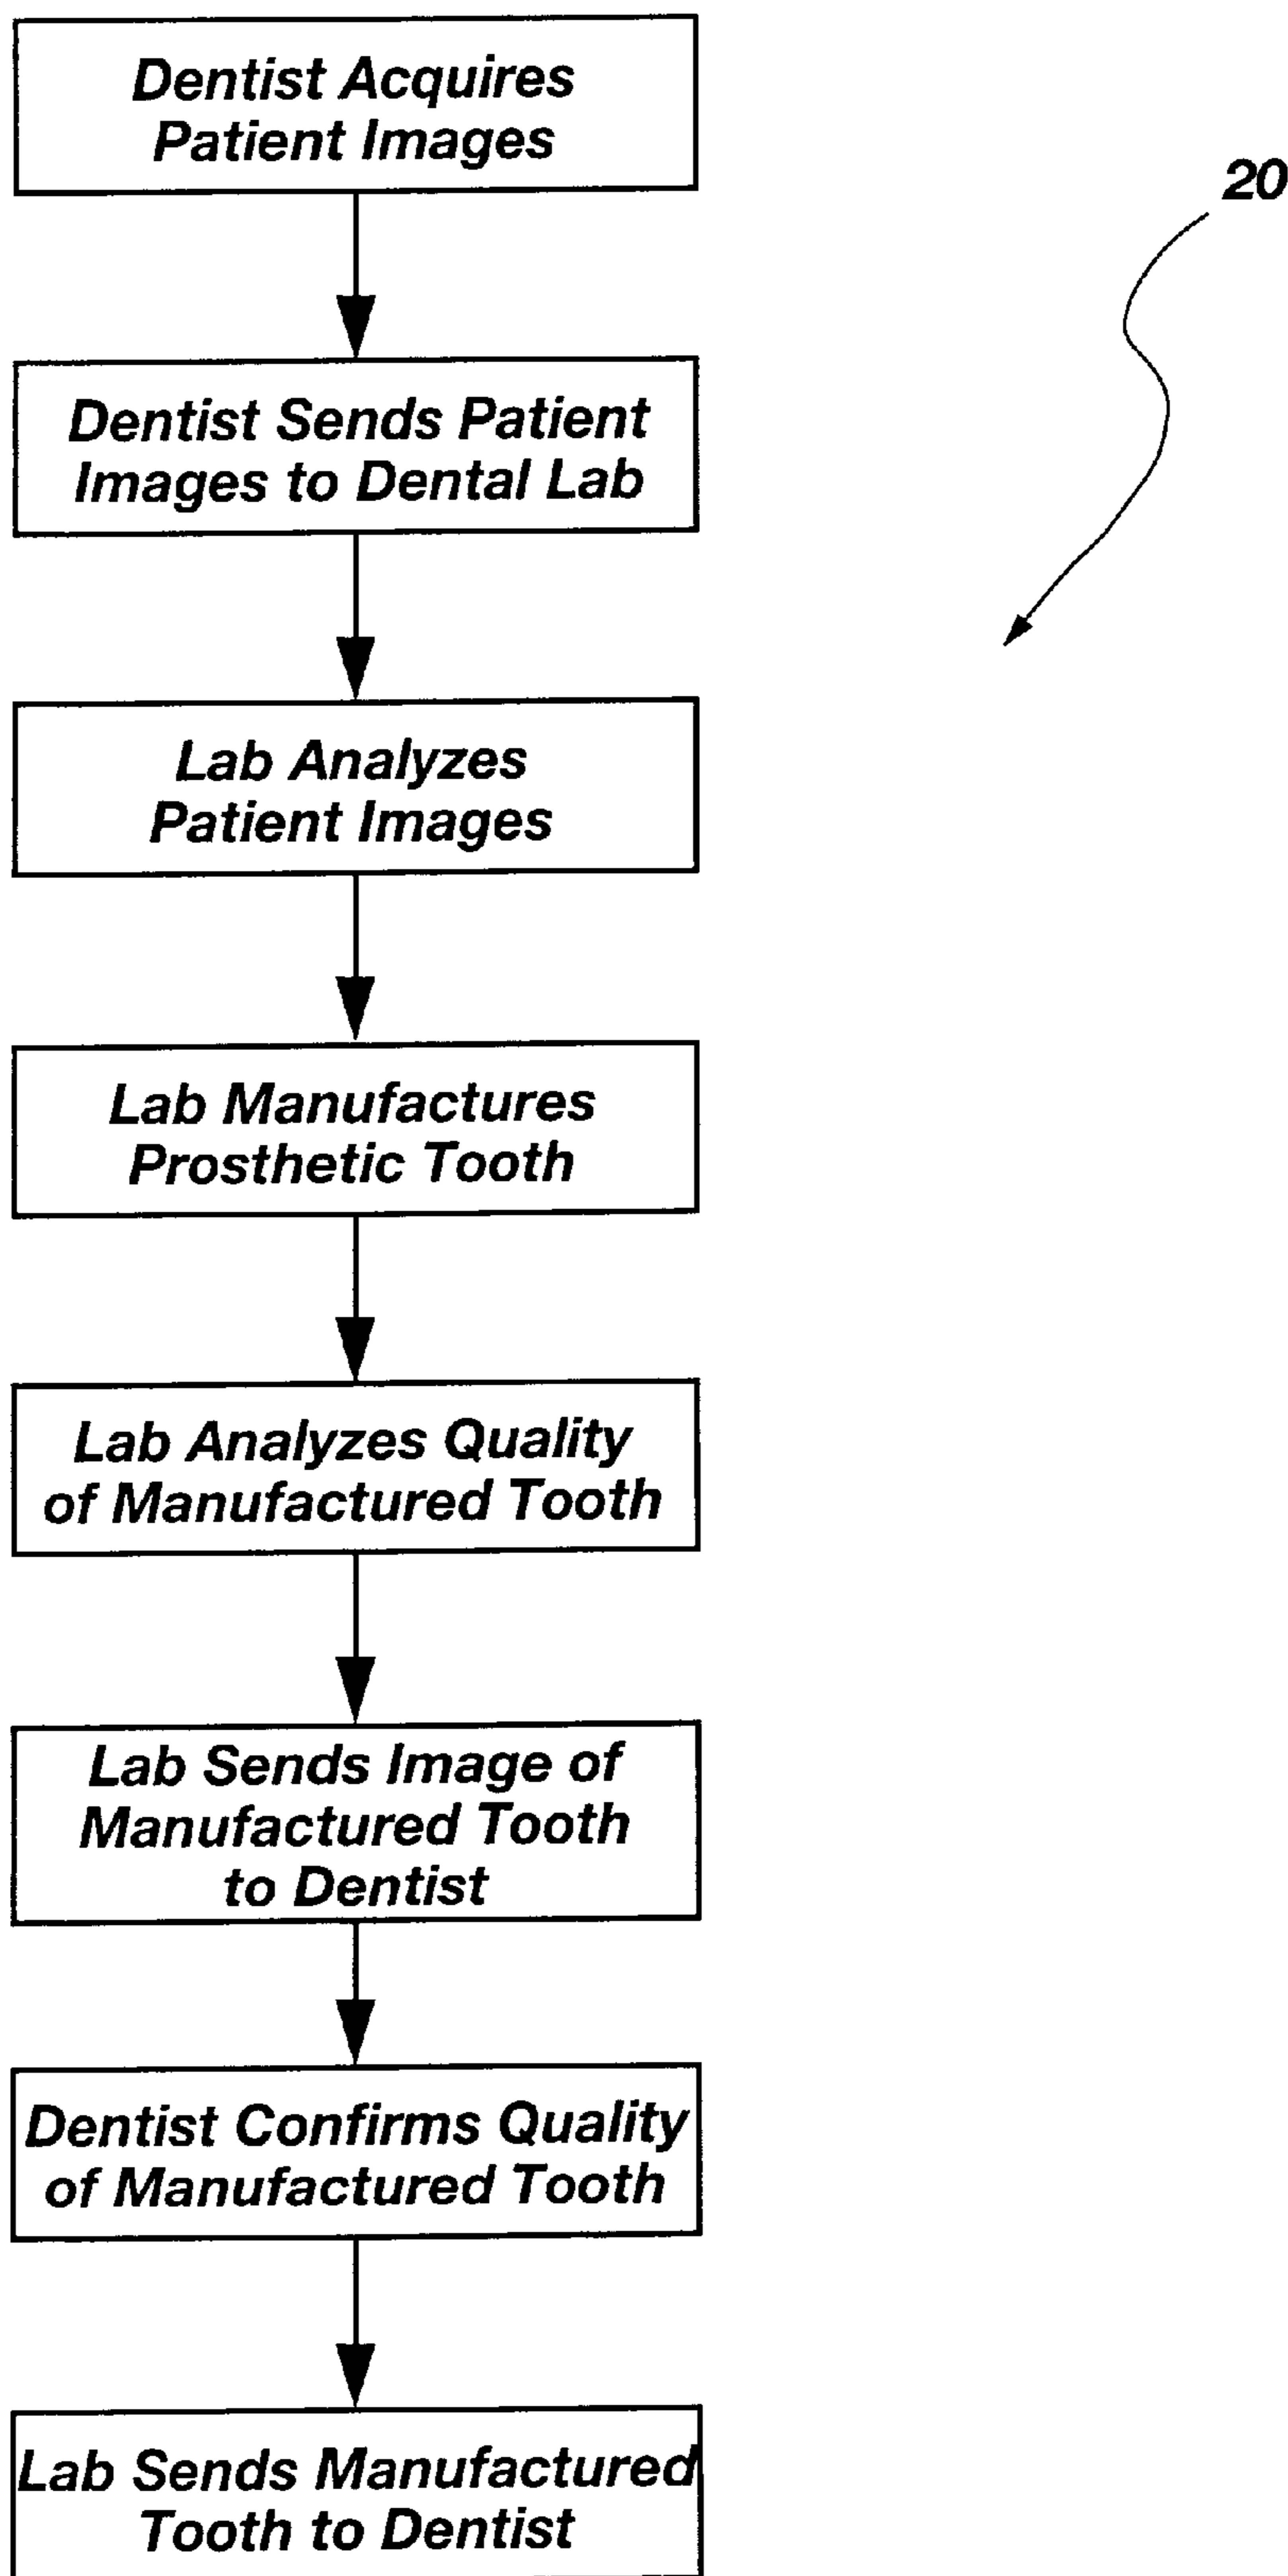 Dentist Acquires
Patient Images
20
Dentist Sends Patient
Images to Dental Lab
Lab Analyzes
Patient Images
Lab Manufactures
Prosthetic Tooth
Lab Analyzes Quality
of Manufactured Tooth
Lab Sends Image of
Manufactured Tooth
to Dentist
Dentist Confirms Quality
of Manufactured Tooth
Lab Sends Manufactured
Tooth to Dentist